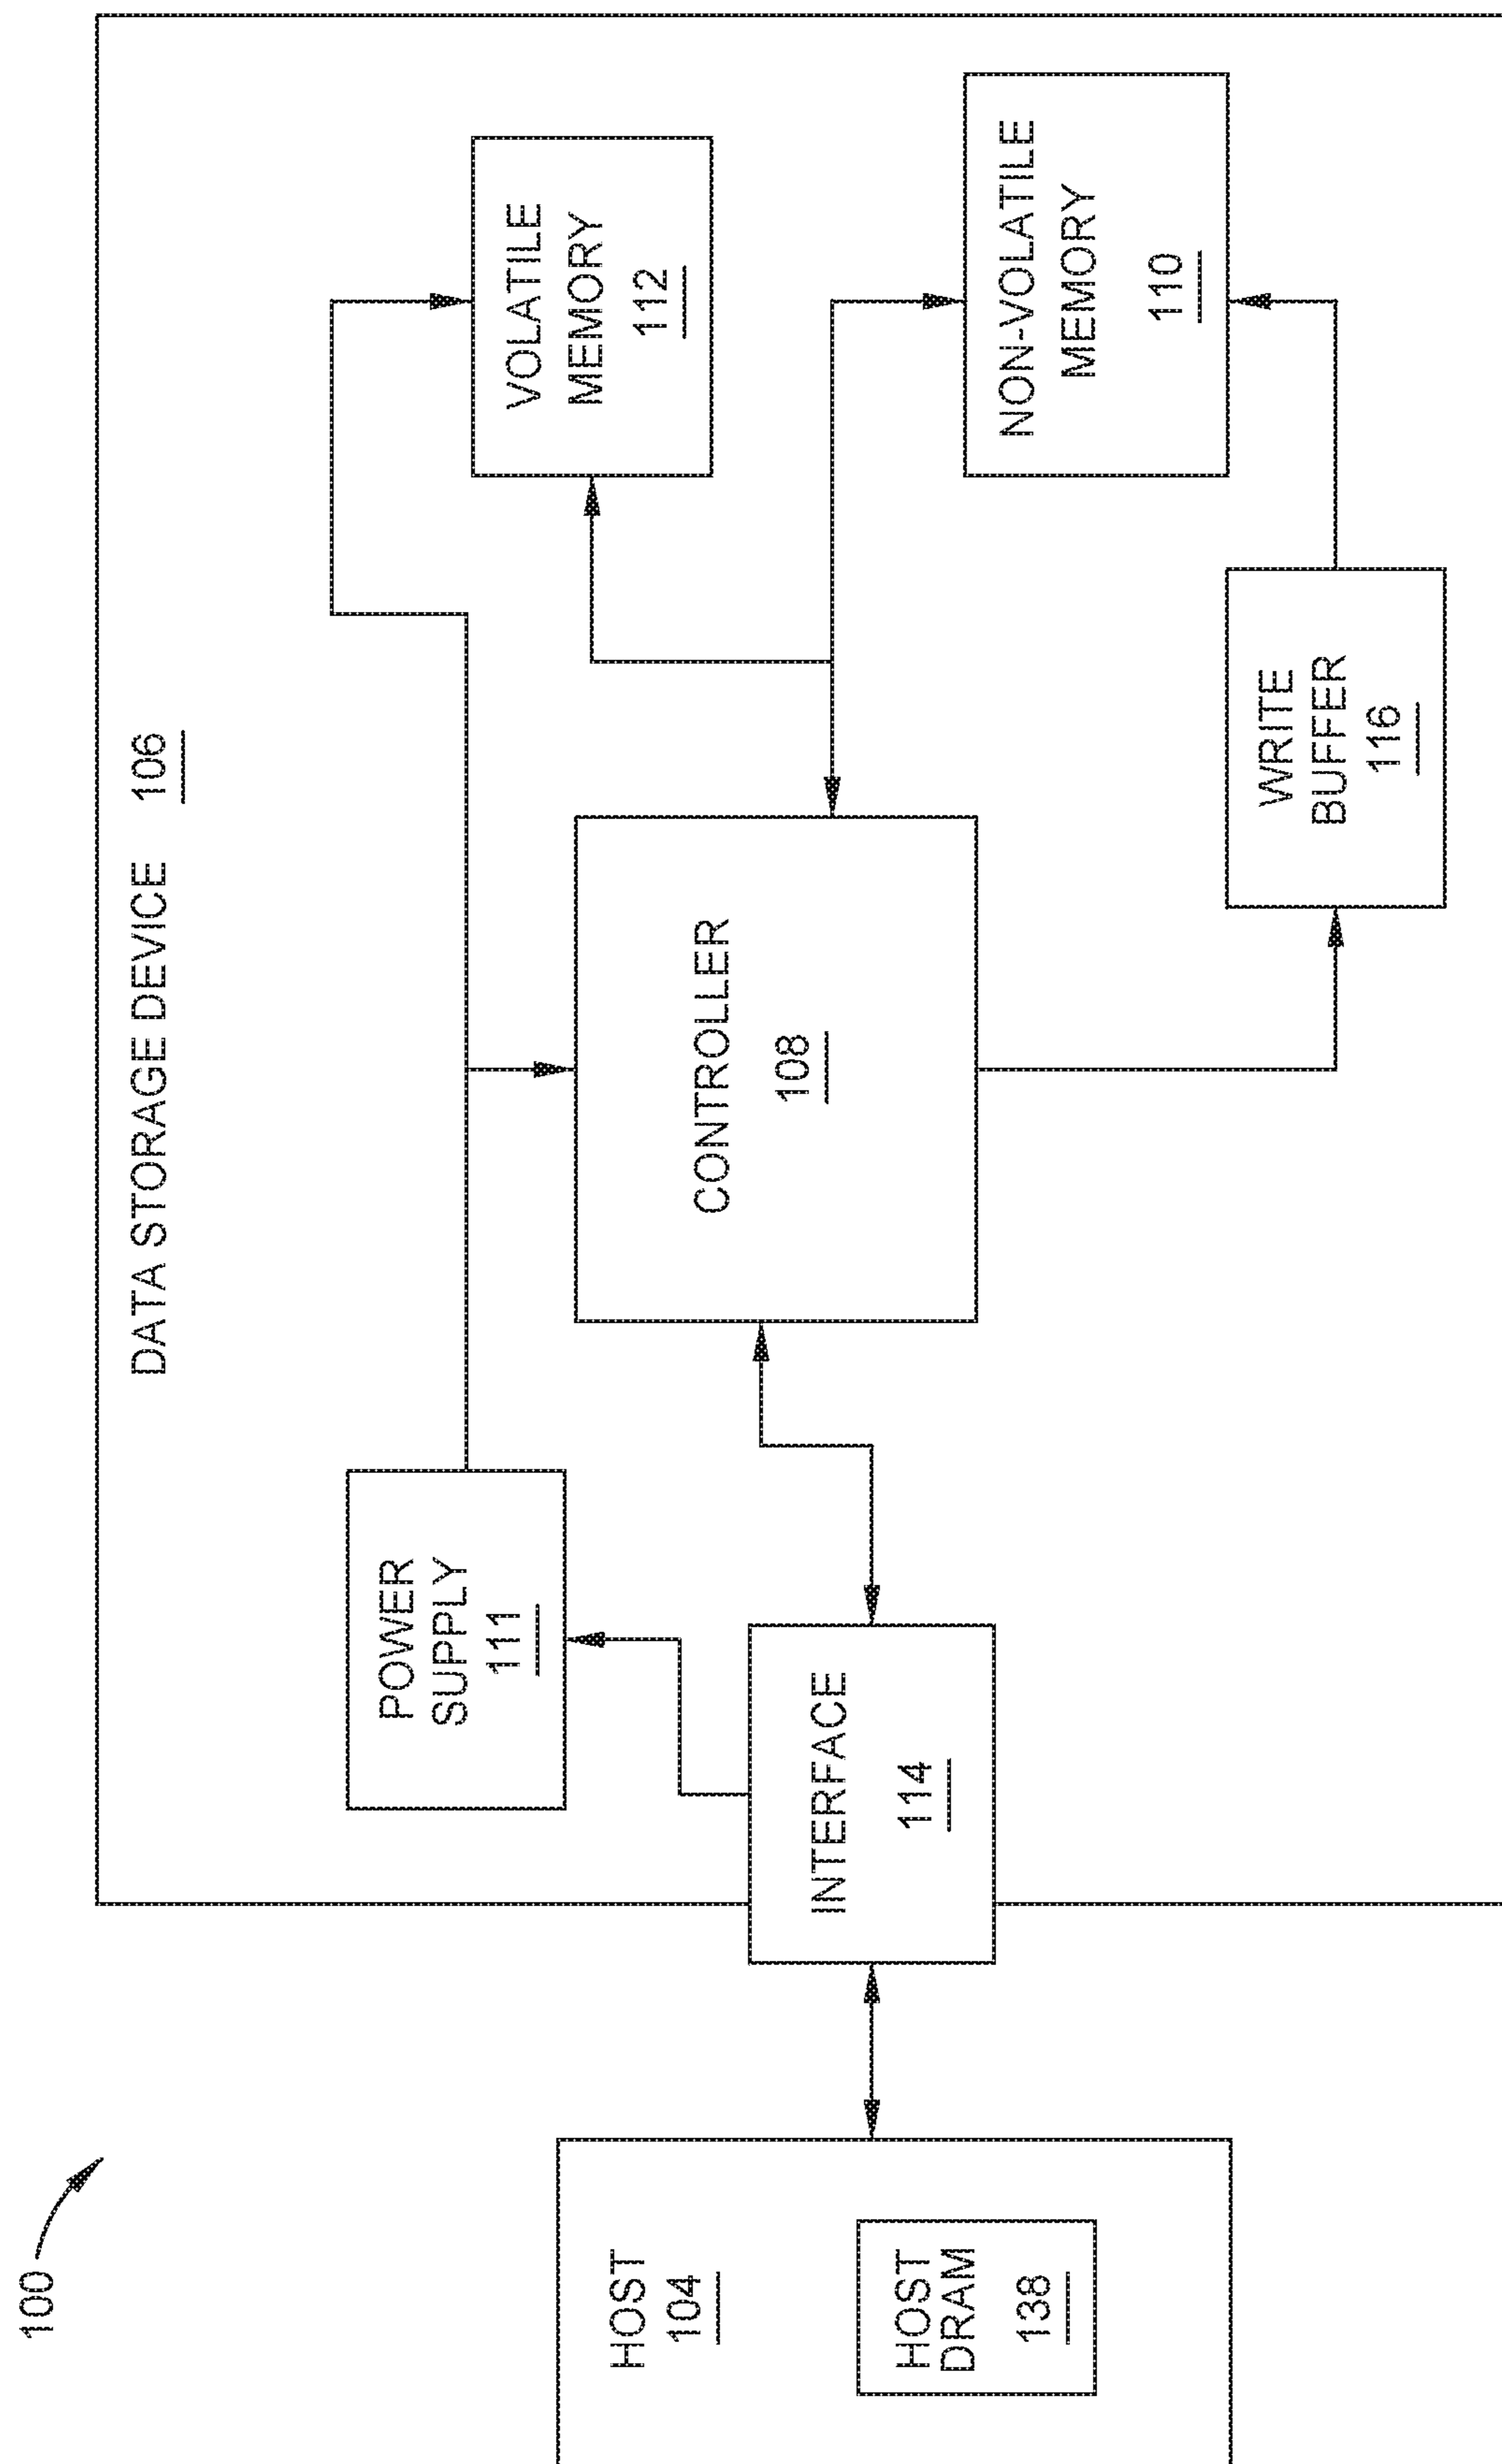 100
HOST
104
HOST
DRAM
138
DATA STORAGE DEVICE 106
INTERFACE
114
POWER
SUPPLY
111
CONTROLLER
108
VOLATILE
MEMORY
112
NON-VOLATILE
MEMORY
110
WRITE
BUFFER
116